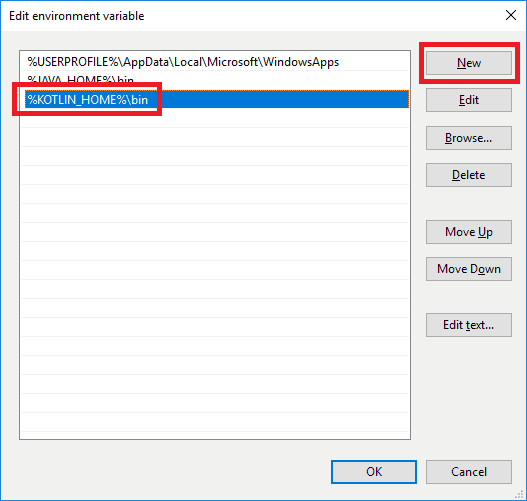 Edit environment variable
%USERPROFILE%\AppData\Local\Microsoft\WindowsApps
%JAVA_HOME%\bin
%KOTLIN_HOME%\bin
New
Edit
Browse...
Delete
Move Up
Move Down
Edit text...
OK
Cancel